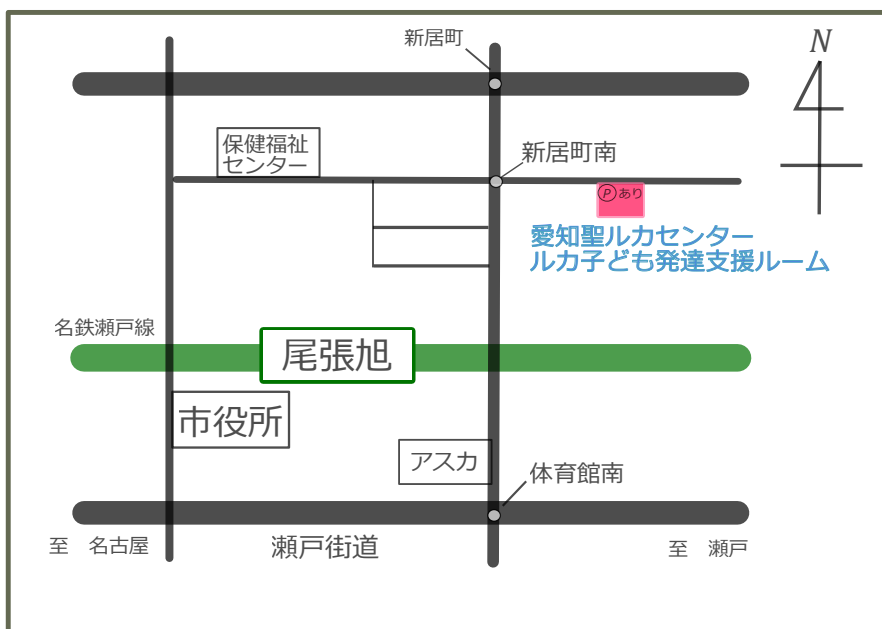 新居町
N
保健福祉
センター
新居町南
Pあり
愛知聖ルカセンター
ルカ子ども発達支援ルーム
名鉄瀬戸線
尾張旭
市役所
アスカ
体育館南
至 名古屋
瀬戸街道
至 瀬戸